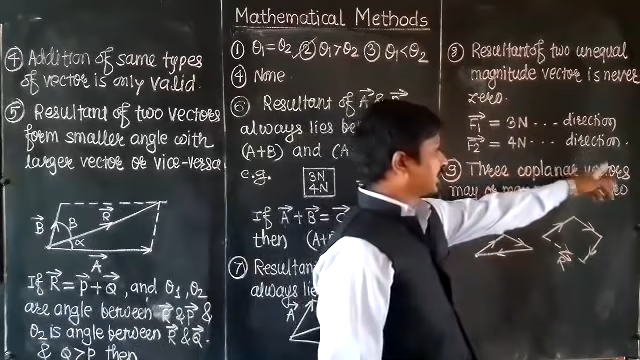 Mathematical Methods
④ Addition of same types
of vector is only valid.
⑤ Resultant of two vectors
form smaller angle with
larger vector or vice-versa
B
R
β
α
A
If R = P + Q, and θ1, θ2
are angle between R & P &
θ2 is angle between R & Q.
& Q > P then
① θ1 = θ2 ② θ1 > θ2 ③ θ1 < θ2
④ None
⑥ Resultant of A &
always lies
(A+B) and (A
e.g.
3N
4N
If A + B = C
then
⑦ Resultant
always
A
⑧ Resultant of two unequal
magnitude vector is never
zero.
F1 = 3N ... direction
F2 = 4N ... direction.
⑨ Three coplanar vectors
may or